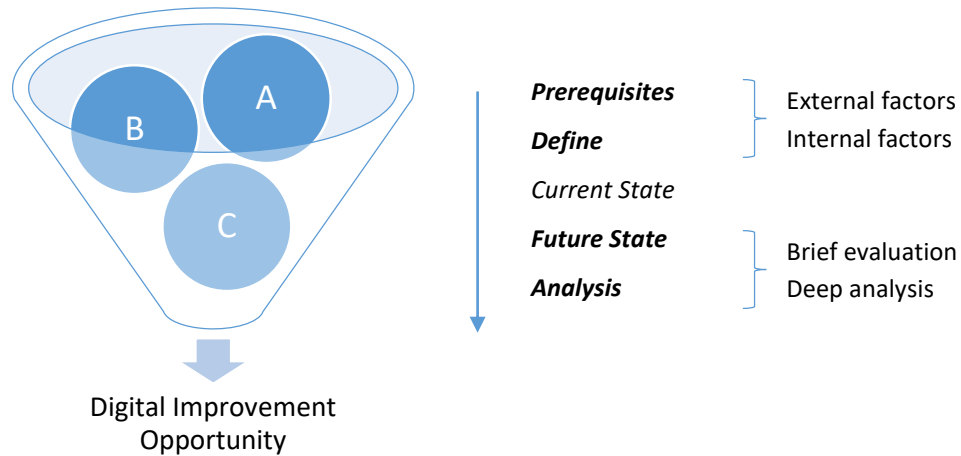 A
B
C
Digital Improvement
Opportunity
Prerequisites
Define
Current State
Future State
Analysis
External factors
Internal factors
Brief evaluation
Deep analysis